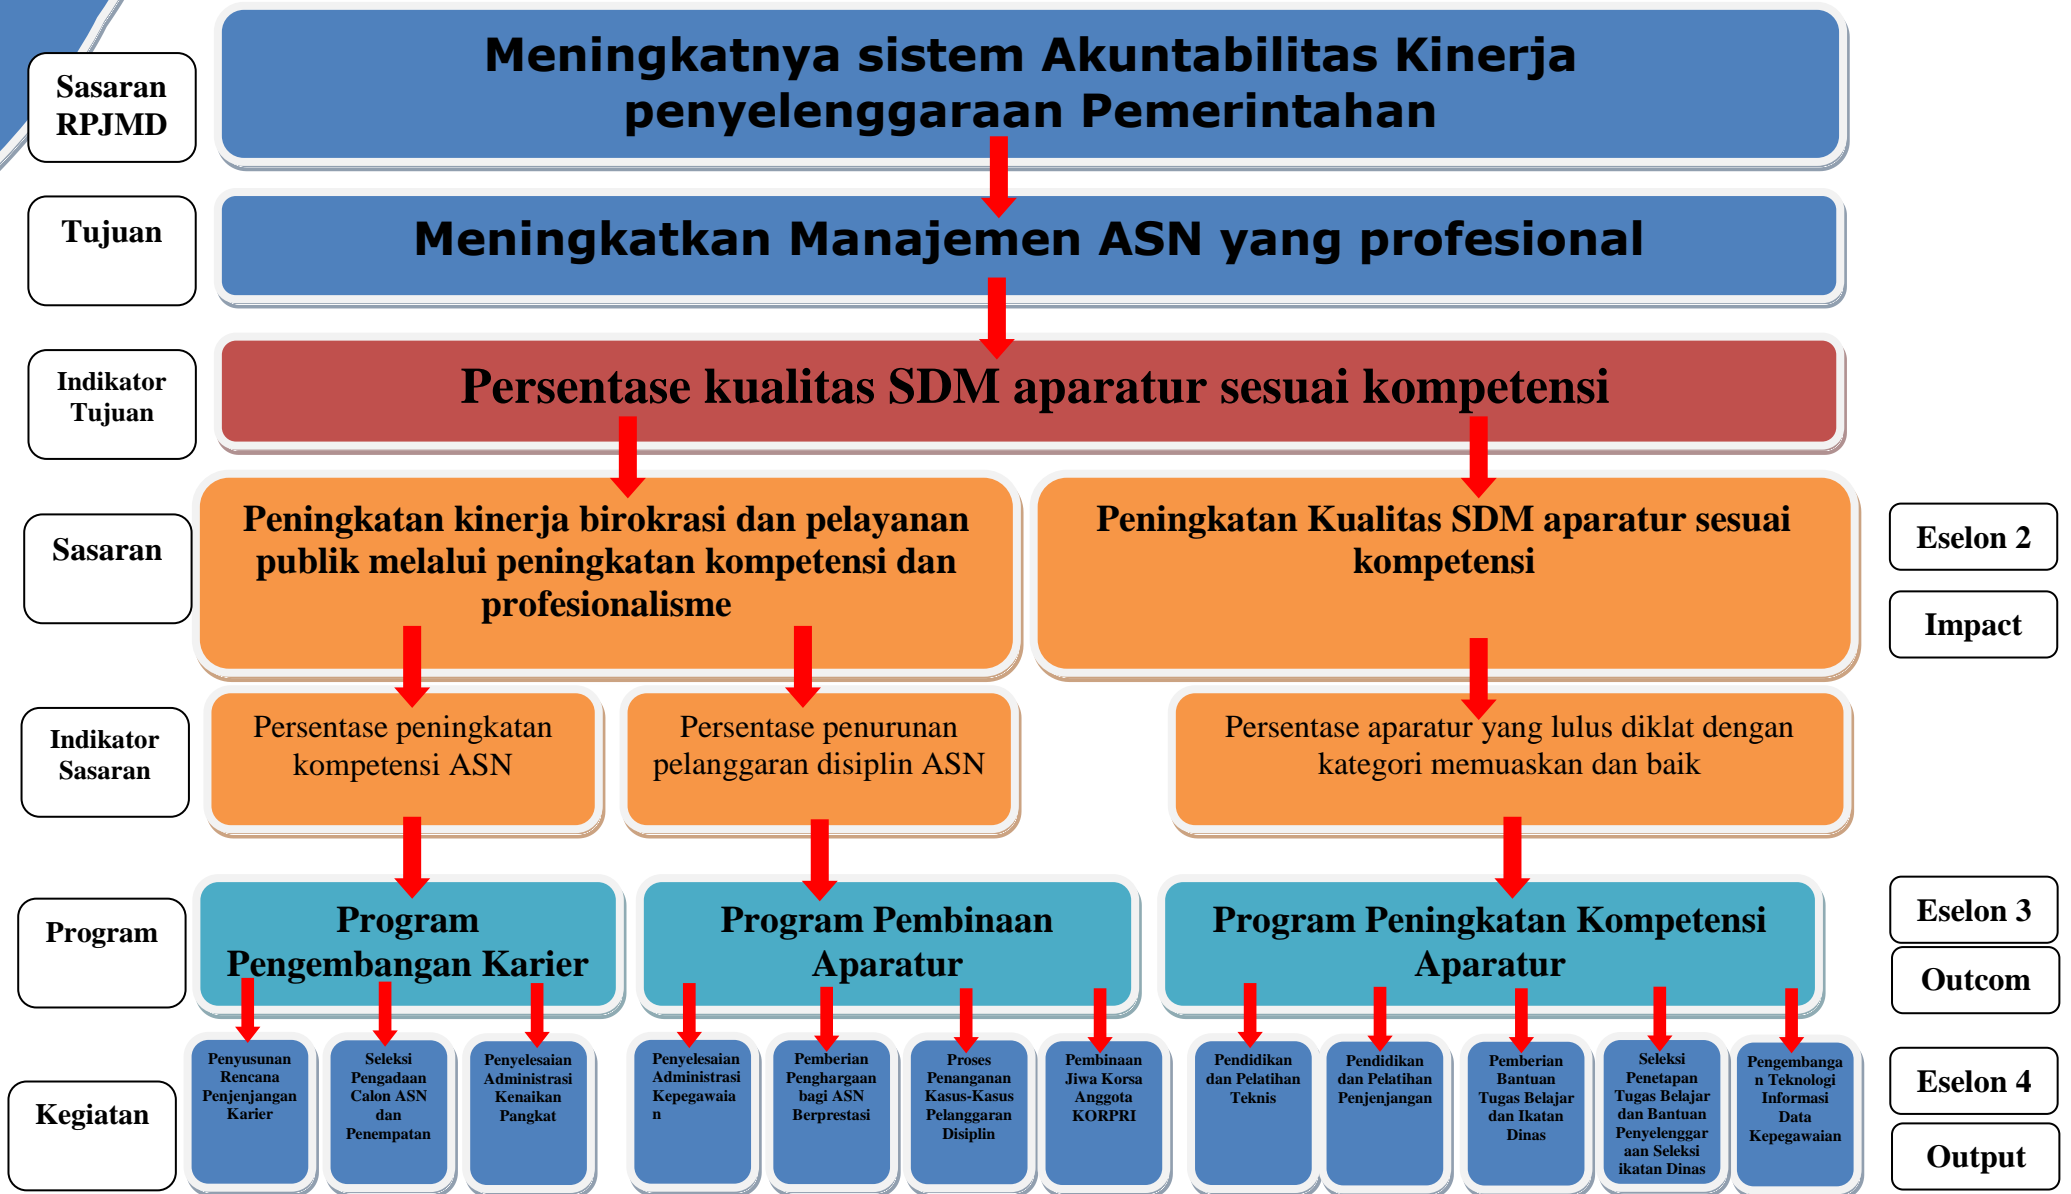 Sasaran
RPJMD
Meningkatnya sistem Akuntabilitas Kinerja
penyelenggaraan Pemerintahan
Tujuan
Meningkatkan Manajemen ASN yang profesional
Indikator
Tujuan
Persentase kualitas SDM aparatur sesuai kompetensi
Sasaran
Peningkatan kinerja birokrasi dan pelayanan
publik melalui peningkatan kompetensi dan
profesionalisme
Peningkatan Kualitas SDM aparatur sesuai
kompetensi
Eselon 2
Impact
Indikator
Sasaran
Persentase peningkatan
kompetensi ASN
Persentase penurunan
pelanggaran disiplin ASN
Persentase aparatur yang lulus diklat dengan
kategori memuaskan dan baik
Program
Program
Pengembangan Karier
Program Pembinaan
Aparatur
Program Peningkatan Kompetensi
Aparatur
Eselon 3
Outcom
Kegiatan
Penyusunan
Rencana
Penjenjangan
Karier
Seleksi
Pengadaan
Calon ASN
dan
Penempatan
Penyelesaian
Administrasi
Kenaikan
Pangkat
Penyelesaian
Administrasi
Kepegawaia
n
Pemberian
Penghargaan
bagi ASN
Berprestasi
Proses
Penanganan
Kasus-Kasus
Pelanggaran
Disiplin
Pembinaan
Jiwa Korsa
Anggota
KORPRI
Pendidikan
dan Pelatihan
Teknis
Pendidikan
dan Pelatihan
Penjenjangan
Pemberian
Bantuan
Tugas Belajar
dan Ikatan
Dinas
Seleksi
Penetapan
Tugas Belajar
dan Bantuan
Penyelenggar
aan Seleksi
ikatan Dinas
Pengembanga
n Teknologi
Informasi
Data
Kepegawaian
Eselon 4
Output